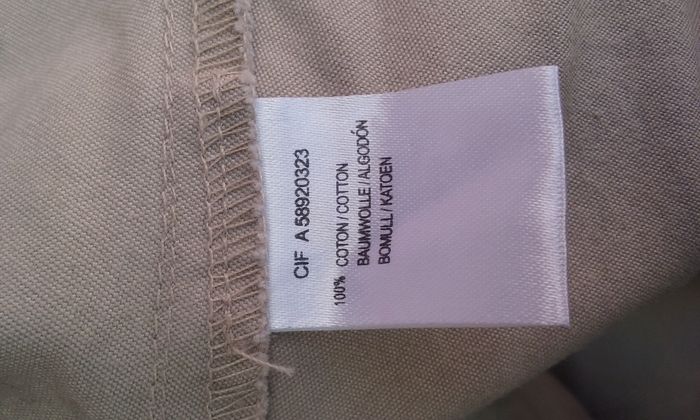 CIF A 58920323
100% COTON / COTTON
BAUMWOLLE / ALGODÓN
BOMULL / KATOEN